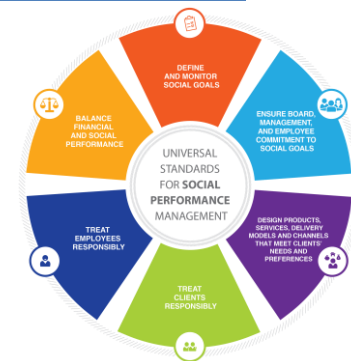 DEFINE
AND MONITOR
SOCIAL GOALS
ENSURE BOARD,
MANAGEMENT,
AND EMPLOYEE
COMMITMENT TO
SOCIAL GOALS
DESIGN PRODUCTS,
SERVICES, DELIVERY
MODELS AND CHANNELS
THAT MEET CLIENTS'
NEEDS AND
PREFERENCES
TREAT
CLIENTS
RESPONSIBLY
TREAT
EMPLOYEES
RESPONSIBLY
BALANCE
FINANCIAL
AND SOCIAL
PERFORMANCE
UNIVERSAL
STANDARDS
FOR SOCIAL
PERFORMANCE
MANAGEMENT